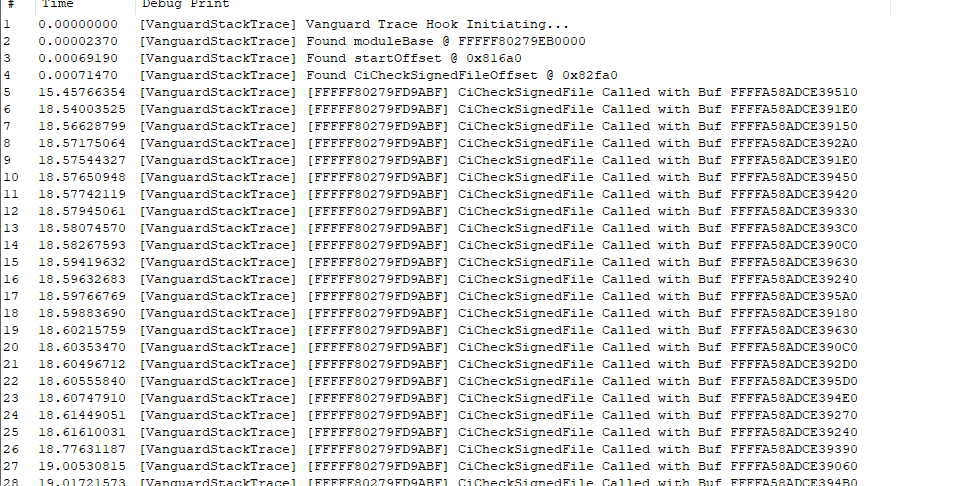 # Time Debug Print
1 0.00000000 [VanguardStackTrace] Vanguard Trace Hook Initiating...
2 0.00002370 [VanguardStackTrace] Found moduleBase @ FFFFF80279EB0000
3 0.00069190 [VanguardStackTrace] Found startOffset @ 0x816a0
4 0.00071470 [VanguardStackTrace] Found CiCheckSignedFileOffset @ 0x82fa0
5 15.45766354 [VanguardStackTrace] [FFFFF80279FD9ABF] CiCheckSignedFile Called with Buf FFFFA58ADCE39510
6 18.54003525 [VanguardStackTrace] [FFFFF80279FD9ABF] CiCheckSignedFile Called with Buf FFFFA58ADCE391E0
7 18.56628799 [VanguardStackTrace] [FFFFF80279FD9ABF] CiCheckSignedFile Called with Buf FFFFA58ADCE39150
8 18.57175064 [VanguardStackTrace] [FFFFF80279FD9ABF] CiCheckSignedFile Called with Buf FFFFA58ADCE392A0
9 18.57544327 [VanguardStackTrace] [FFFFF80279FD9ABF] CiCheckSignedFile Called with Buf FFFFA58ADCE391E0
10 18.57650948 [VanguardStackTrace] [FFFFF80279FD9ABF] CiCheckSignedFile Called with Buf FFFFA58ADCE39450
11 18.57742119 [VanguardStackTrace] [FFFFF80279FD9ABF] CiCheckSignedFile Called with Buf FFFFA58ADCE39420
12 18.57945061 [VanguardStackTrace] [FFFFF80279FD9ABF] CiCheckSignedFile Called with Buf FFFFA58ADCE39330
13 18.58074570 [VanguardStackTrace] [FFFFF80279FD9ABF] CiCheckSignedFile Called with Buf FFFFA58ADCE393C0
14 18.58267593 [VanguardStackTrace] [FFFFF80279FD9ABF] CiCheckSignedFile Called with Buf FFFFA58ADCE390C0
15 18.59419632 [VanguardStackTrace] [FFFFF80279FD9ABF] CiCheckSignedFile Called with Buf FFFFA58ADCE39630
16 18.59632683 [VanguardStackTrace] [FFFFF80279FD9ABF] CiCheckSignedFile Called with Buf FFFFA58ADCE39240
17 18.59766769 [VanguardStackTrace] [FFFFF80279FD9ABF] CiCheckSignedFile Called with Buf FFFFA58ADCE395A0
18 18.59883690 [VanguardStackTrace] [FFFFF80279FD9ABF] CiCheckSignedFile Called with Buf FFFFA58ADCE39180
19 18.60215759 [VanguardStackTrace] [FFFFF80279FD9ABF] CiCheckSignedFile Called with Buf FFFFA58ADCE39630
20 18.60353470 [VanguardStackTrace] [FFFFF80279FD9ABF] CiCheckSignedFile Called with Buf FFFFA58ADCE390C0
21 18.60496712 [VanguardStackTrace] [FFFFF80279FD9ABF] CiCheckSignedFile Called with Buf FFFFA58ADCE392D0
22 18.60555840 [VanguardStackTrace] [FFFFF80279FD9ABF] CiCheckSignedFile Called with Buf FFFFA58ADCE395D0
23 18.60747910 [VanguardStackTrace] [FFFFF80279FD9ABF] CiCheckSignedFile Called with Buf FFFFA58ADCE394E0
24 18.61449051 [VanguardStackTrace] [FFFFF80279FD9ABF] CiCheckSignedFile Called with Buf FFFFA58ADCE39270
25 18.61610031 [VanguardStackTrace] [FFFFF80279FD9ABF] CiCheckSignedFile Called with Buf FFFFA58ADCE39240
26 18.77631187 [VanguardStackTrace] [FFFFF80279FD9ABF] CiCheckSignedFile Called with Buf FFFFA58ADCE39390
27 19.00530815 [VanguardStackTrace] [FFFFF80279FD9ABF] CiCheckSignedFile Called with Buf FFFFA58ADCE39060
28 19.01721573 [VanguardStackTrace] [FFFFF80279FD9ABF] CiCheckSignedFile Called with Buf FFFFA58ADCE394B0